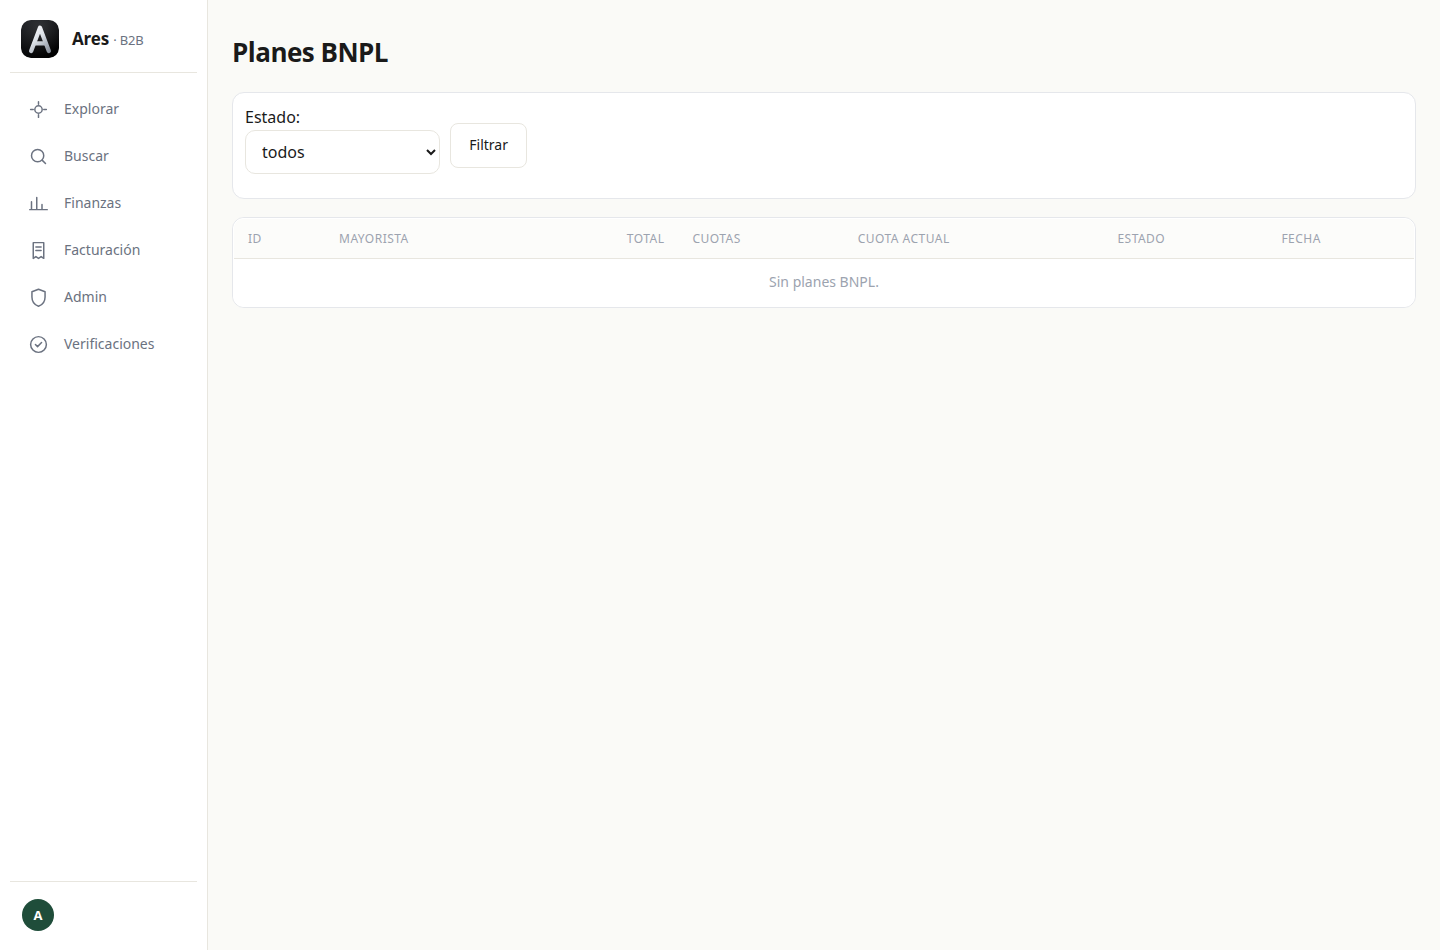 Ares · B2B
Explorar
Buscar
Finanzas
Facturación
Admin
Verificaciones
A
Planes BNPL
Estado:
todos
Filtrar
ID MAYORISTA TOTAL CUOTAS CUOTA ACTUAL ESTADO FECHA
Sin planes BNPL.